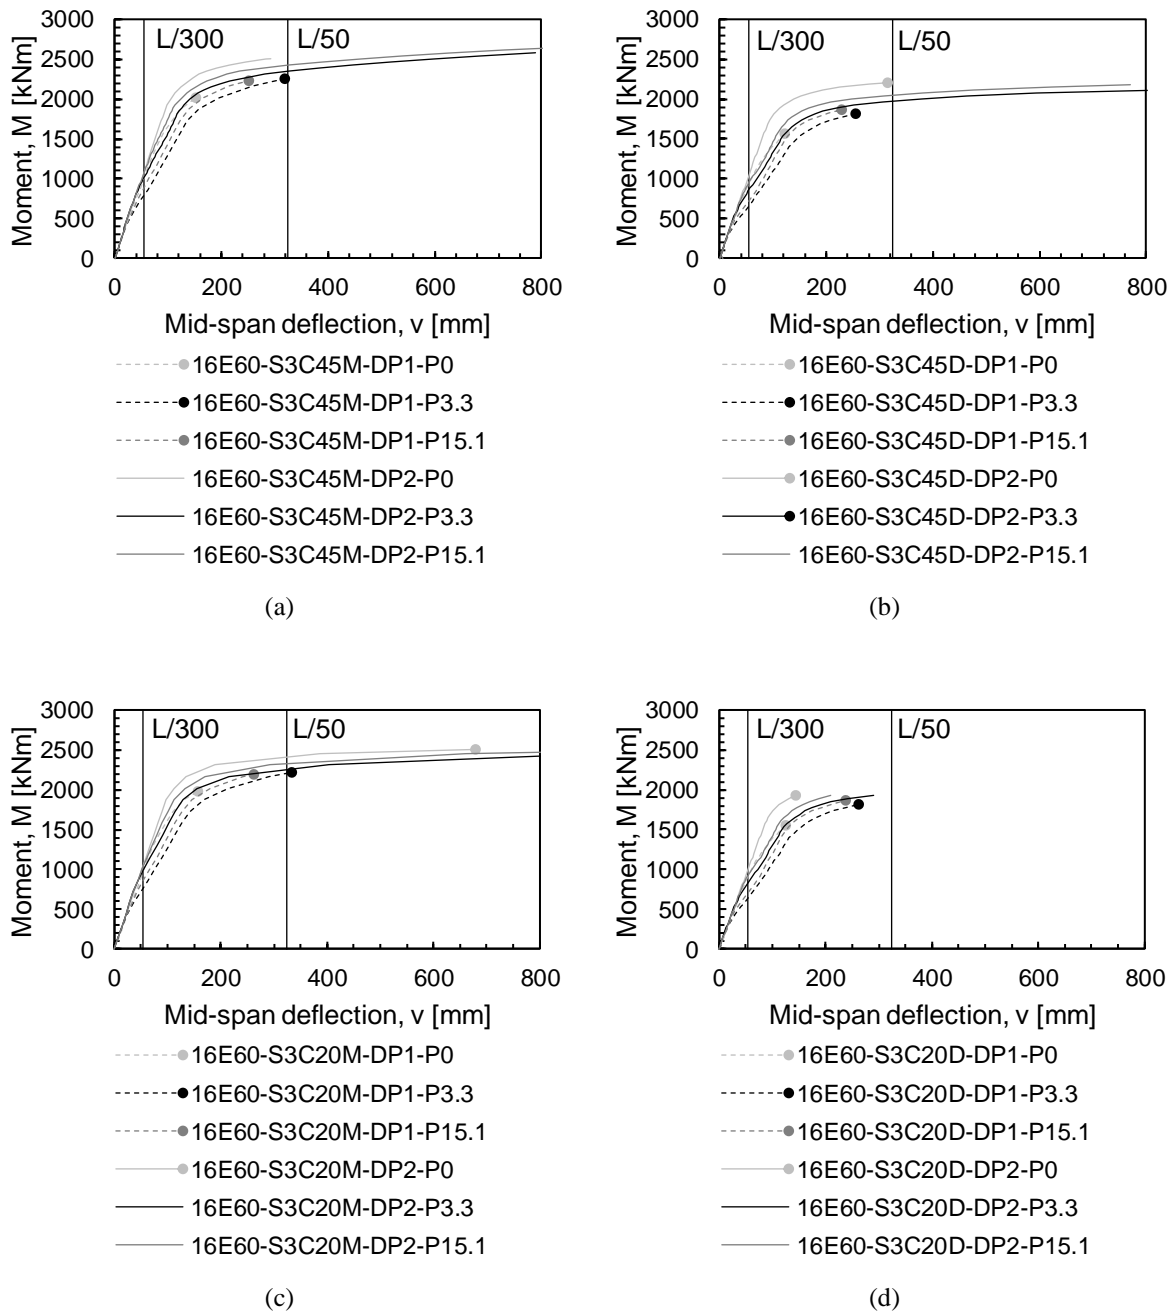 Moment, M [kNm]
3000
2500
2000
1500
1000
500
0
L/300
L/50
0 200 400 600 800
Mid-span deflection, v [mm]
16E60-S3C45M-DP1-P0
16E60-S3C45M-DP1-P3.3
16E60-S3C45M-DP1-P15.1
16E60-S3C45M-DP2-P0
16E60-S3C45M-DP2-P3.3
16E60-S3C45M-DP2-P15.1
(a)
Moment, M [kNm]
3000
2500
2000
1500
1000
500
0
L/300
L/50
0 200 400 600 800
Mid-span deflection, v [mm]
16E60-S3C45D-DP1-P0
16E60-S3C45D-DP1-P3.3
16E60-S3C45D-DP1-P15.1
16E60-S3C45D-DP2-P0
16E60-S3C45D-DP2-P3.3
16E60-S3C45D-DP2-P15.1
(b)
Moment, M [kNm]
3000
2500
2000
1500
1000
500
0
L/300
L/50
0 200 400 600 800
Mid-span deflection, v [mm]
16E60-S3C20M-DP1-P0
16E60-S3C20M-DP1-P3.3
16E60-S3C20M-DP1-P15.1
16E60-S3C20M-DP2-P0
16E60-S3C20M-DP2-P3.3
16E60-S3C20M-DP2-P15.1
(c)
Moment, M [kNm]
3000
2500
2000
1500
1000
500
0
L/300
L/50
0 200 400 600 800
Mid-span deflection, v [mm]
16E60-S3C20D-DP1-P0
16E60-S3C20D-DP1-P3.3
16E60-S3C20D-DP1-P15.1
16E60-S3C20D-DP2-P0
16E60-S3C20D-DP2-P3.3
16E60-S3C20D-DP2-P15.1
(d)